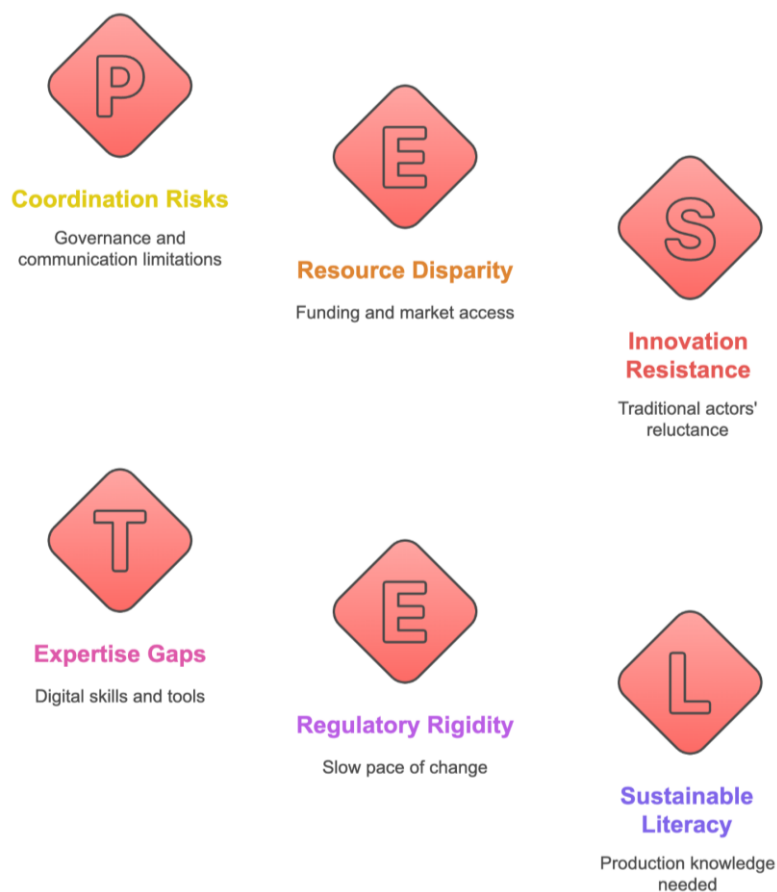 P
Coordination Risks
Governance and
communication limitations
E
Resource Disparity
Funding and market access
S
Innovation
Resistance
Traditional actors'
reluctance
T
Expertise Gaps
Digital skills and tools
E
Regulatory Rigidity
Slow pace of change
L
Sustainable
Literacy
Production knowledge
needed